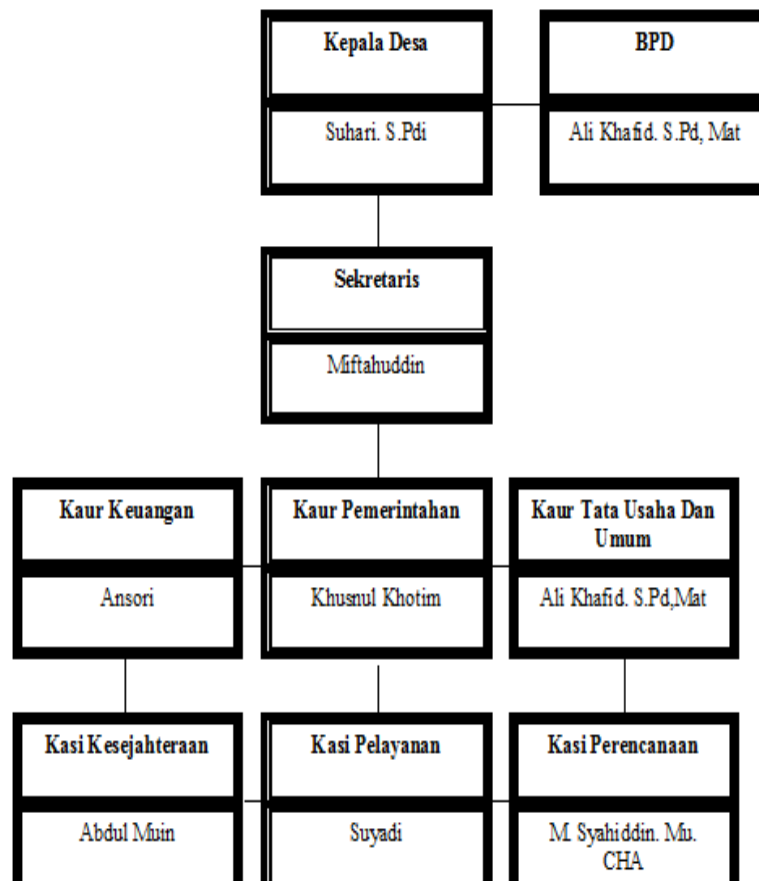 Kepala Desa
BPD
Suhari. S.Pdi
Ali Khafid. S.Pd, Mat
Sekretaris
Miftahuddin
Kaur Keuangan
Kaur Pemerintahan
Kaur Tata Usaha Dan
Umum
Ansori
Khusnul Khotim
Ali Khafid. S.Pd,Mat
Kasi Kesejahteraan
Kasi Pelayanan
Kasi Perencanaan
Abdul Muin
Suyadi
M. Syahiddin. Mu.
CHA